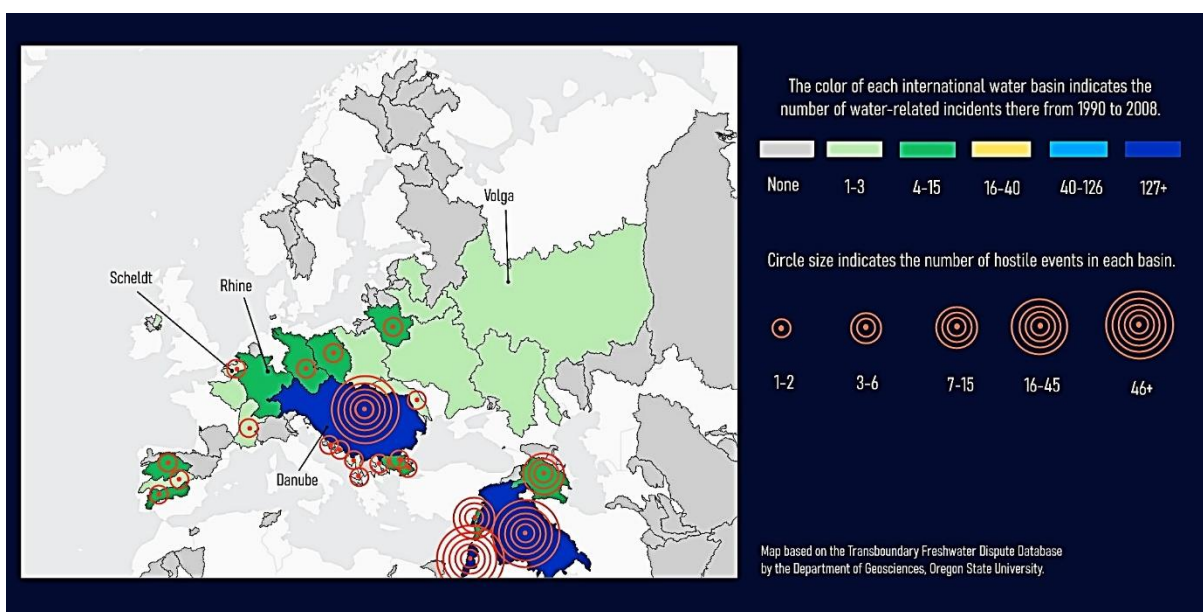 Volga
Scheldt
Rhine
Danube
The color of each international water basin indicates the
number of water-related incidents there from 1990 to 2008.
None
1-3
4-15
16-40
40-126
127+
Circle size indicates the number of hostile events in each basin.
1-2
3-6
7-15
16-45
46+
Map based on the Transboundary Freshwater Dispute Database
by the Department of Geosciences, Oregon State University.